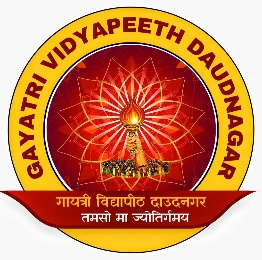 GAYATRI VIDYAPEETH DAUDNAGAR
गायत्री विद्यापीठ दाउदनगर
तमसो मा ज्योतिर्गमय